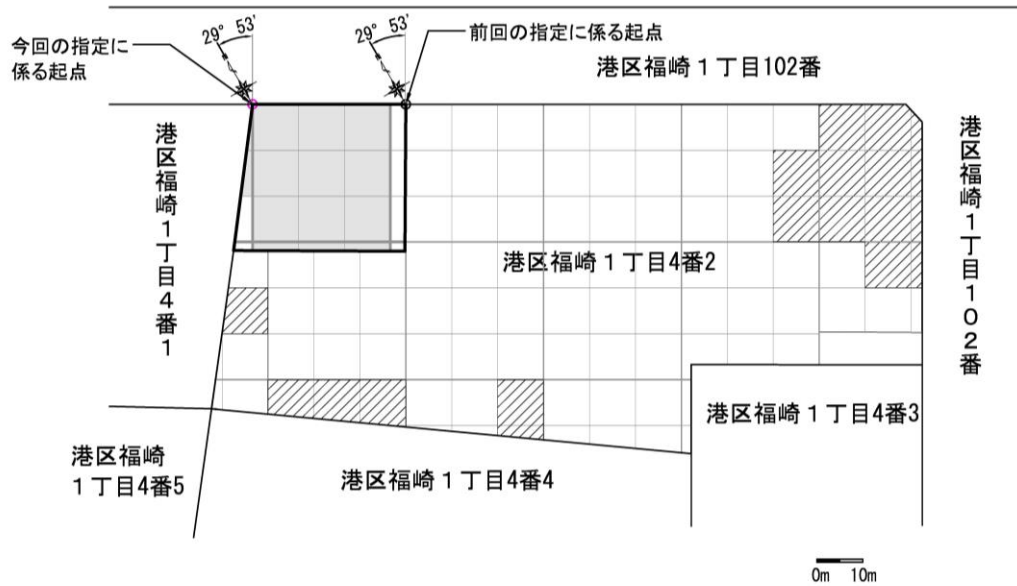 29° 53'
29° 53'
今回の指定に
係る起点
前回の指定に係る起点
港区福崎１丁目102番
港区福崎１丁目４番１
港区福崎１丁目１０２番
港区福崎１丁目4番2
港区福崎１丁目4番3
港区福崎
１丁目4番5
港区福崎１丁目4番4
0m 10m